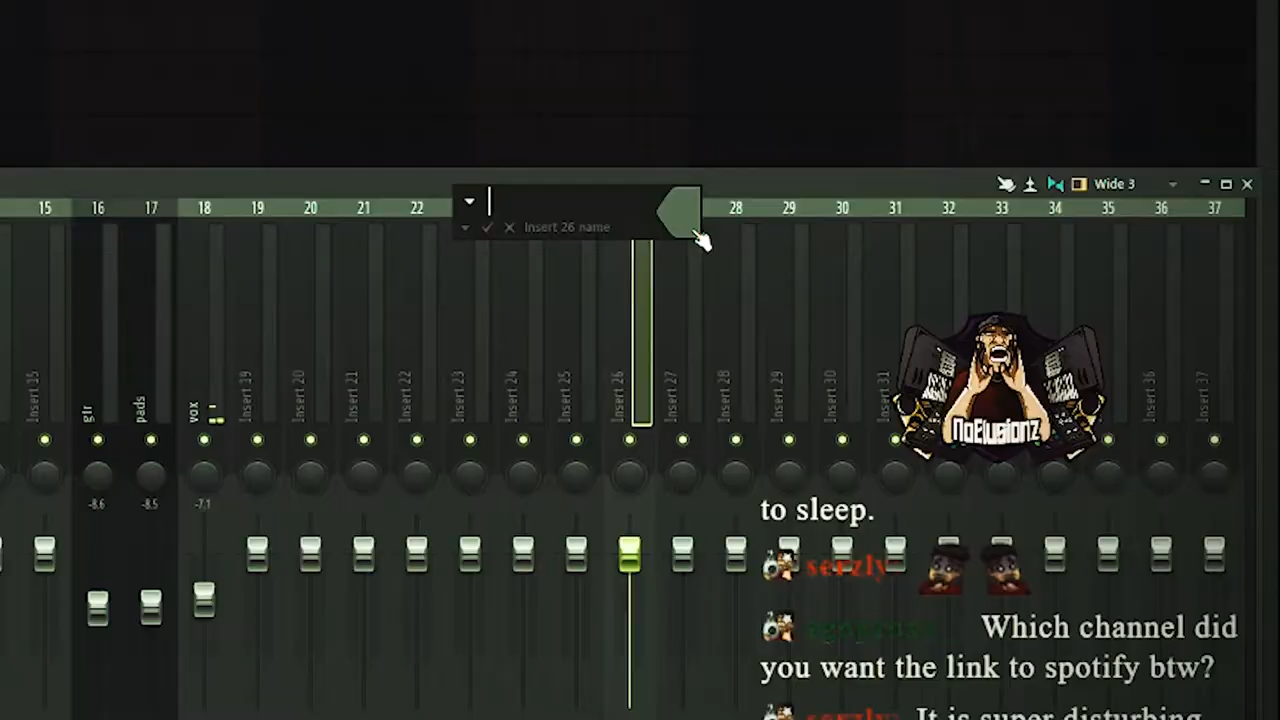 Wide 3
15 16 17 18 19 20 21 22 28 29 30 31 32 33 34 35 36 37
Insert 26 name
Insert 15 gtr pads vox Insert 19 Insert 20 Insert 21 Insert 22 Insert 23 Insert 24 Insert 25 Insert 26 Insert 27 Insert 28 Insert 29 Insert 30 Insert 31 Insert 36 Insert 37
NoElusionz
-8.6 -8.5 -7.1
to sleep.
serzly
Which channel did
you want the link to spotify btw?
serzly It is super disturbing